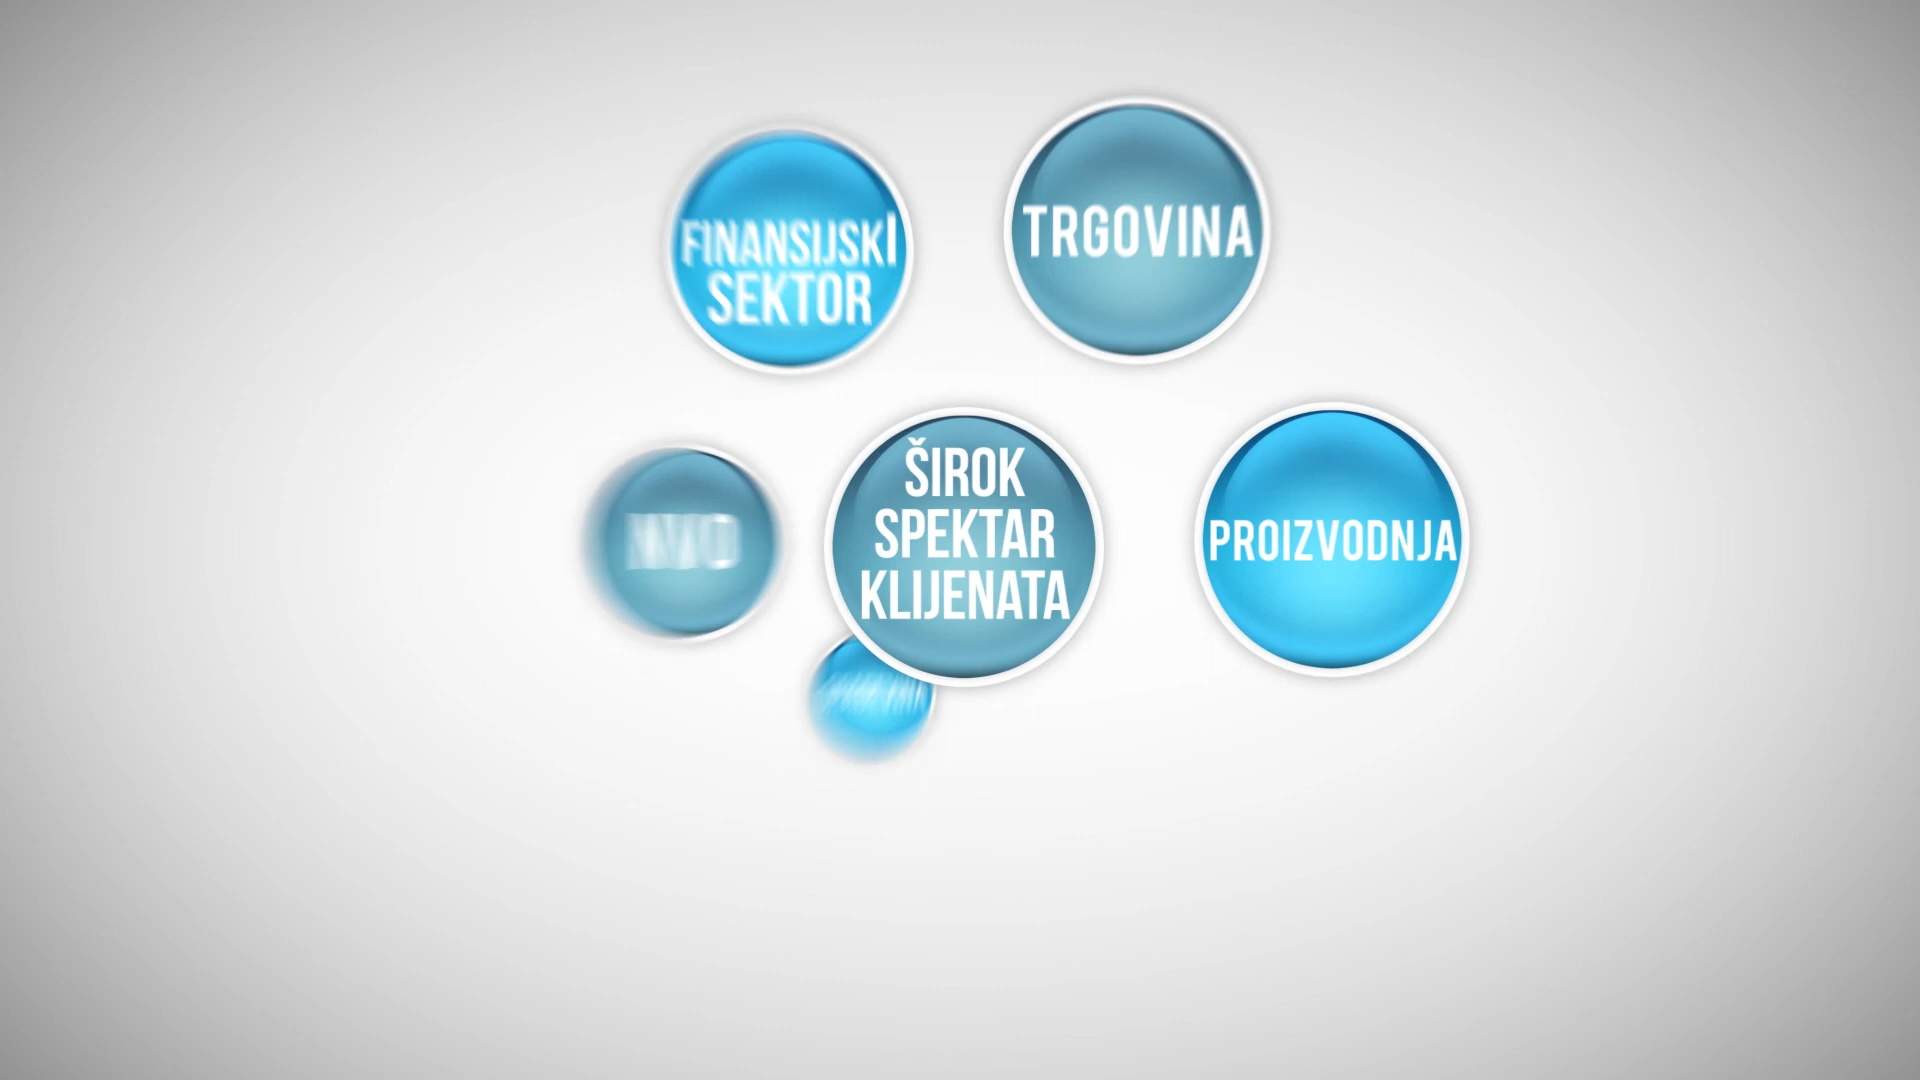 FINANSIJSKI
SEKTOR
TRGOVINA
ŠIROK
SPEKTAR
KLIJENATA
PROIZVODNJA